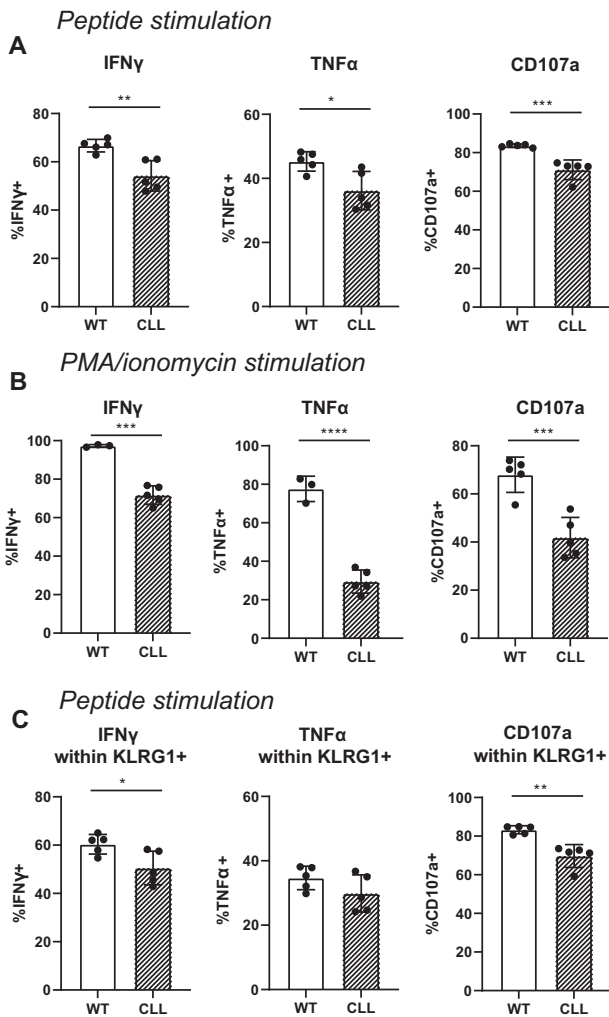 Peptide stimulation
A
IFNγ
TNFα
CD107a
**
*
***
%IFNγ+
80
60
40
20
0
WT CLL
%TNFα+
60
40
20
0
WT CLL
%CD107a+
100
80
60
40
20
0
WT CLL
PMA/ionomycin stimulation
B
IFNγ
TNFα
CD107a
***
****
***
%IFNγ+
100
80
60
40
20
0
WT CLL
%TNFα+
100
80
60
40
20
0
WT CLL
%CD107a+
80
60
40
20
0
WT CLL
Peptide stimulation
C
IFNγ
within KLRG1+
TNFα
within KLRG1+
CD107a
within KLRG1+
*
**
%IFNγ+
80
60
40
20
0
WT CLL
%TNFα+
60
40
20
0
WT CLL
%CD107a+
100
80
60
40
20
0
WT CLL